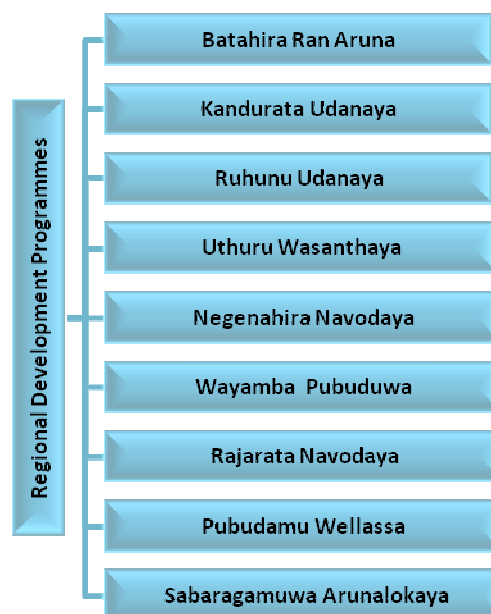 Regional Development Programmes
Batahira Ran Aruna
Kandurata Udanaya
Ruhunu Udanaya
Uthuru Wasanthaya
Negenahira Navodaya
Wayamba  Pubuduwa
Rajarata Navodaya
Pubudamu Wellassa
Sabaragamuwa Arunalokaya